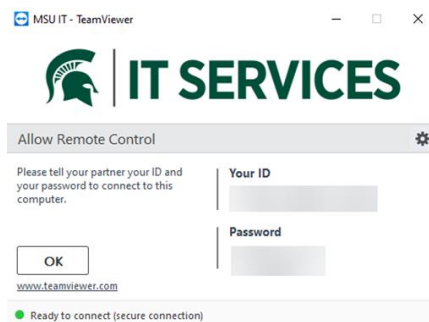 MSU IT - TeamViewer
IT SERVICES
Allow Remote Control
Please tell your partner your ID and
your password to connect to this
computer.
Your ID
Password
OK
www.teamviewer.com
Ready to connect (secure connection)